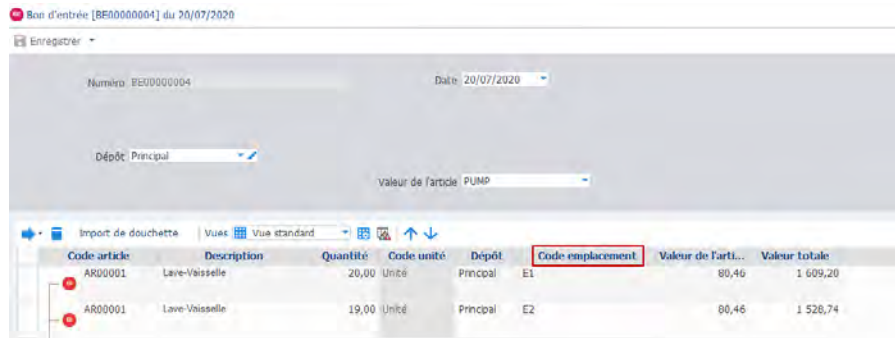 Bon d'entrée [BE00000004] du 20/07/2020
Enregistrer
Numéro BE00000004 Date 20/07/2020
Dépôt Principal
Valeur de l'article PUMP
Import de douchette Vues Vue standard
Code article Description Quantité Code unité Dépôt Code emplacement Valeur de l'arti... Valeur totale
AR00001 Lave-Vaisselle 20,00 Unité Principal E1 80,46 1 609,20
AR00001 Lave-Vaisselle 19,00 Unité Principal E2 80,46 1 528,74